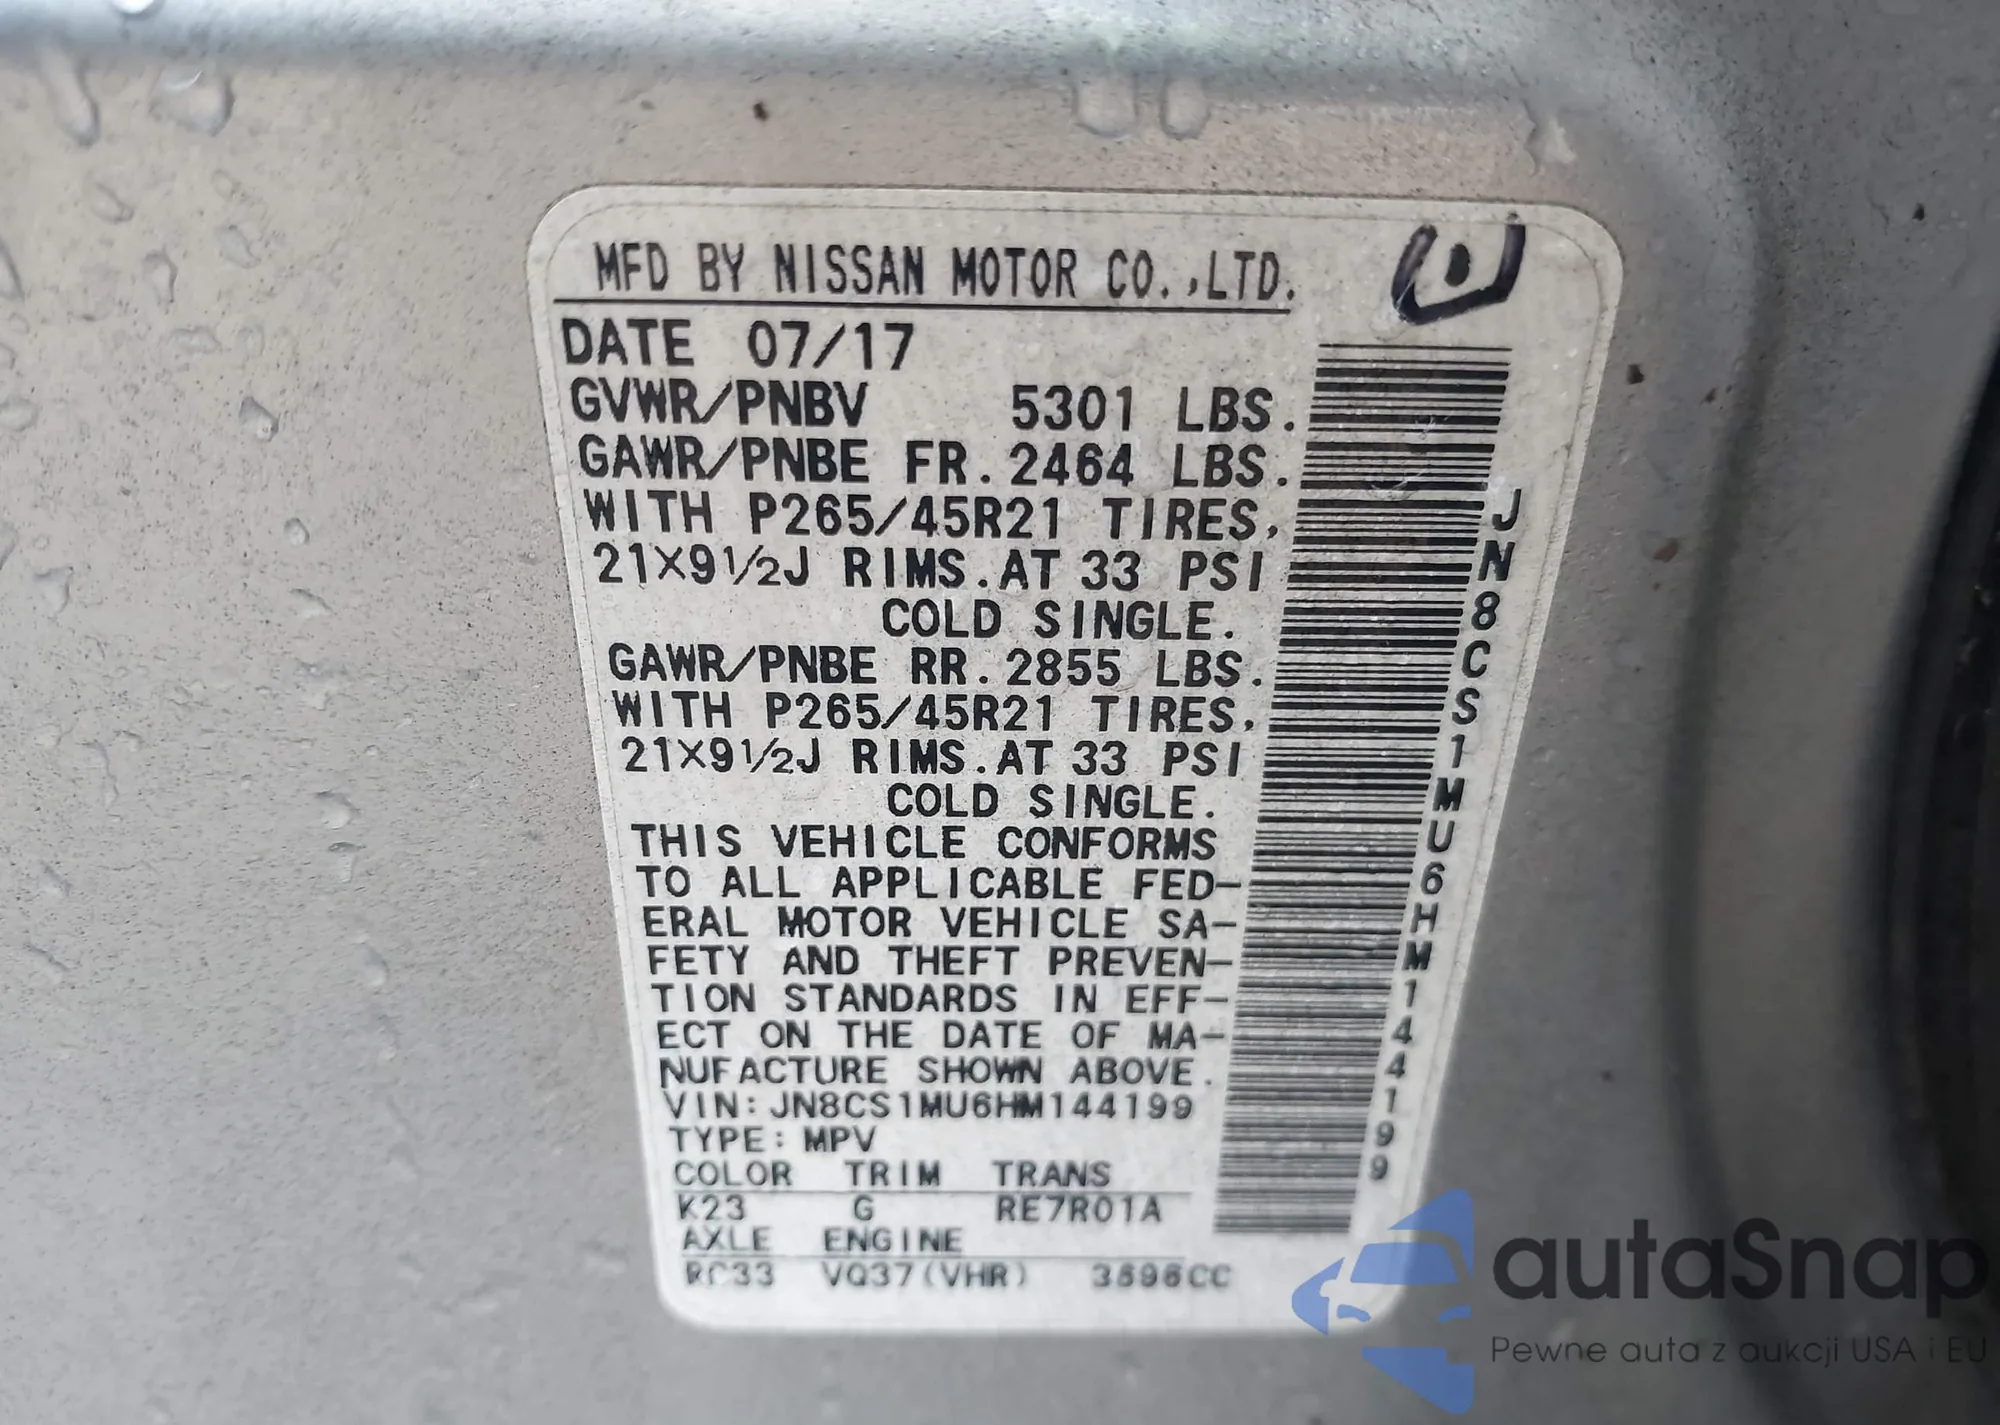 MFD BY NISSAN MOTOR CO.,LTD.
DATE 07/17
GVWR/PNBV 5301 LBS.
GAWR/PNBE FR. 2464 LBS.
WITH P265/45R21 TIRES,
21X9½J RIMS.AT 33 PSI
COLD SINGLE.
GAWR/PNBE RR. 2855 LBS.
WITH P265/45R21 TIRES,
21X9½J RIMS.AT 33 PSI
COLD SINGLE.
THIS VEHICLE CONFORMS
TO ALL APPLICABLE FED-
ERAL MOTOR VEHICLE SA-
FETY AND THEFT PREVEN-
TION STANDARDS IN EFF-
ECT ON THE DATE OF MA-
NUFACTURE SHOWN ABOVE.
VIN:JN8CS1MU6HM144199
TYPE:MPV
COLOR TRIM TRANS
K23 G RE7R01A
AXLE ENGINE
RC33 VQ37(VHR) 3696CC
JN8CS1MU6HM144199
autaSnap
Pewne auta z aukcji USA i EU